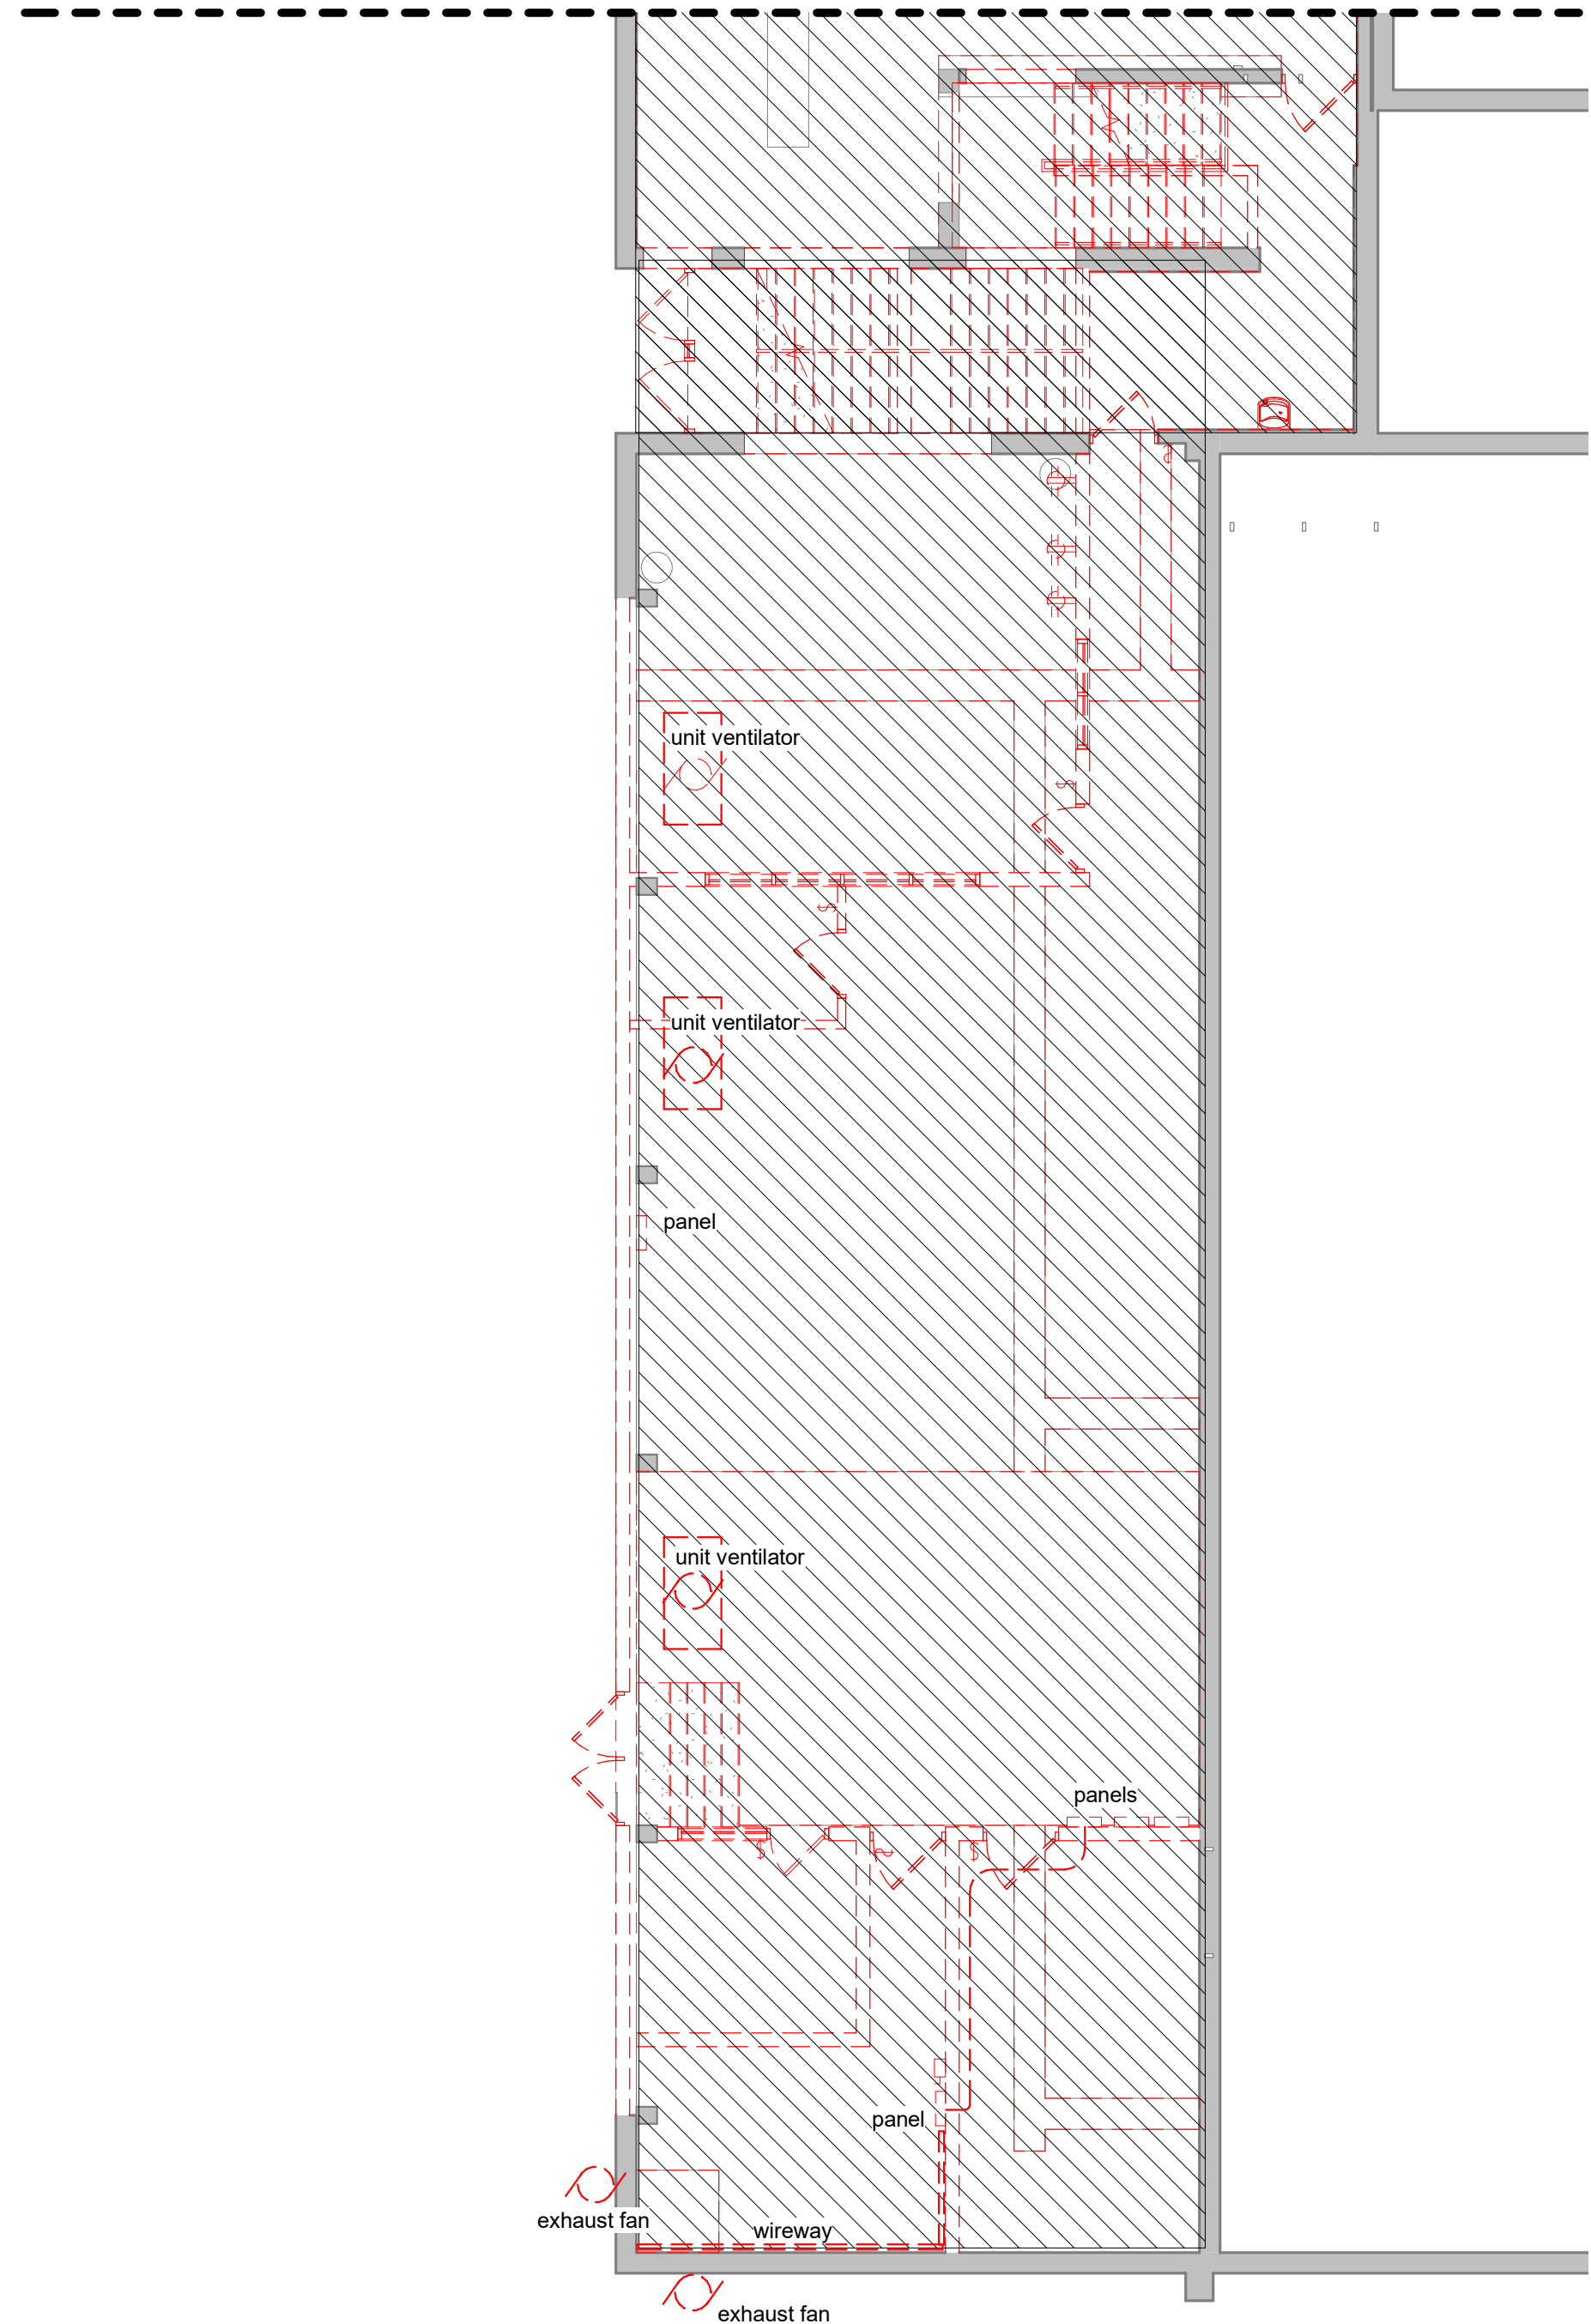 unit ventilator
unit ventilator
panel
unit ventilator
panels
$
$
panel
exhaust fan
wireway
exhaust fan